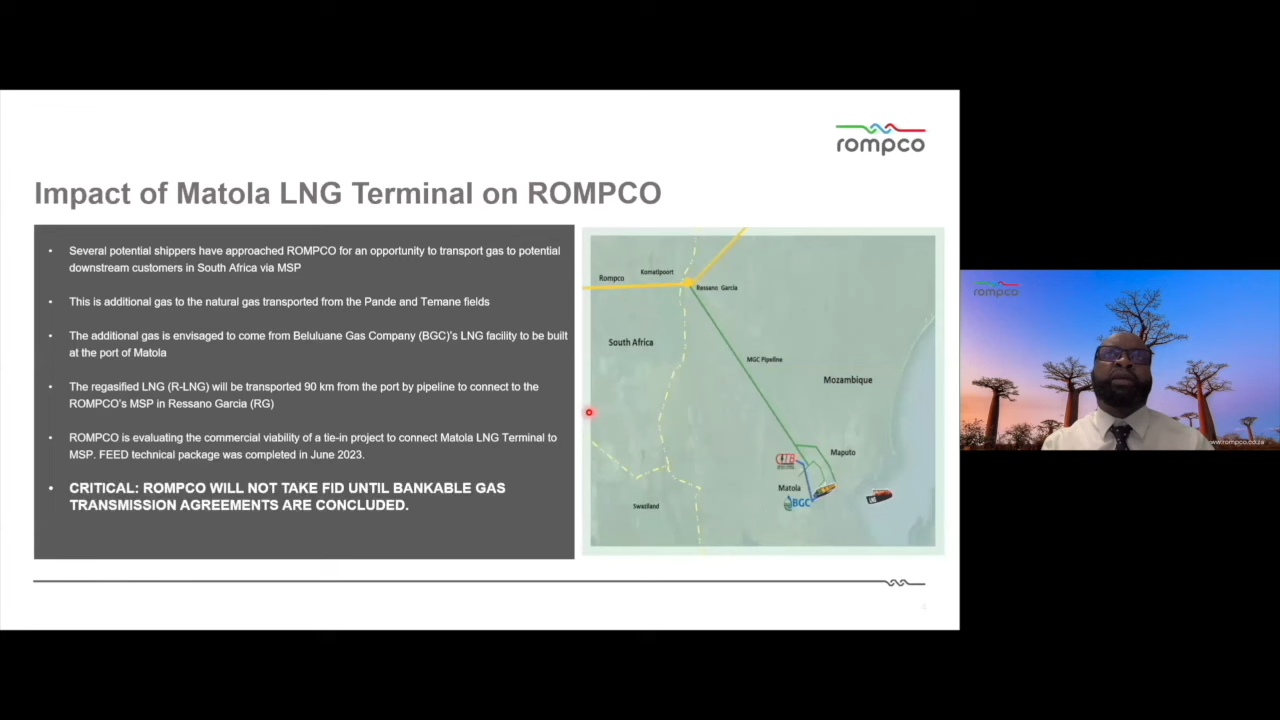 rompco
Impact of Matola LNG Terminal on ROMPCO
• Several potential shippers have approached ROMPCO for an opportunity to transport gas to potential
downstream customers in South Africa via MSP
• This is additional gas to the natural gas transported from the Pande and Temane fields
• The additional gas is envisaged to come from Beluluane Gas Company (BGC)'s LNG facility to be built
at the port of Matola
• The regasified LNG (R-LNG) will be transported 90 km from the port by pipeline to connect to the
ROMPCO's MSP in Ressano Garcia (RG)
• ROMPCO is evaluating the commercial viability of a tie-in project to connect Matola LNG Terminal to
MSP. FEED technical package was completed in June 2023.
• CRITICAL: ROMPCO WILL NOT TAKE FID UNTIL BANKABLE GAS
TRANSMISSION AGREEMENTS ARE CONCLUDED.
Rompco
Komatipoort
Ressano Garcia
South Africa
MGC Pipeline
Mozambique
Maputo
CTB
Matola
BGC
LNG
Swaziland
rompco
www.rompco.co.za